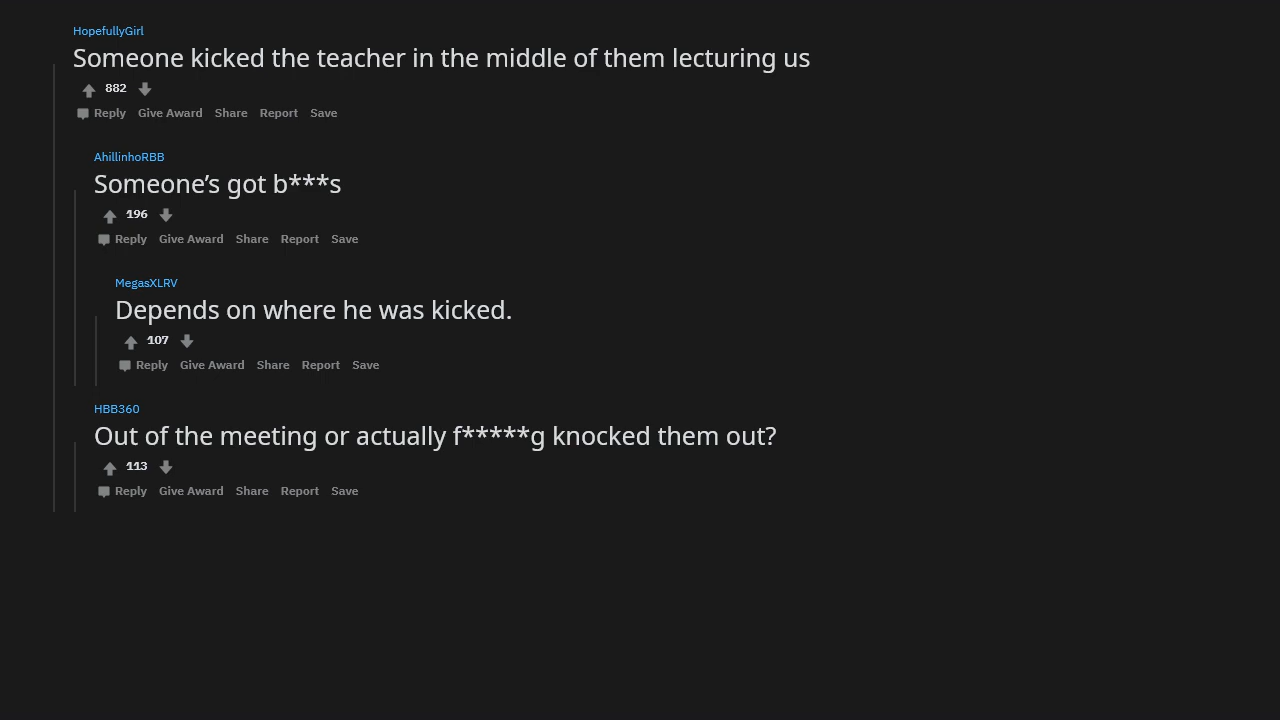 HopefullyGirl
Someone kicked the teacher in the middle of them lecturing us
882
Reply Give Award Share Report Save
AhillinhoRBB
Someone’s got b***s
196
Reply Give Award Share Report Save
MegasXLRV
Depends on where he was kicked.
107
Reply Give Award Share Report Save
HBB360
Out of the meeting or actually f*****g knocked them out?
113
Reply Give Award Share Report Save